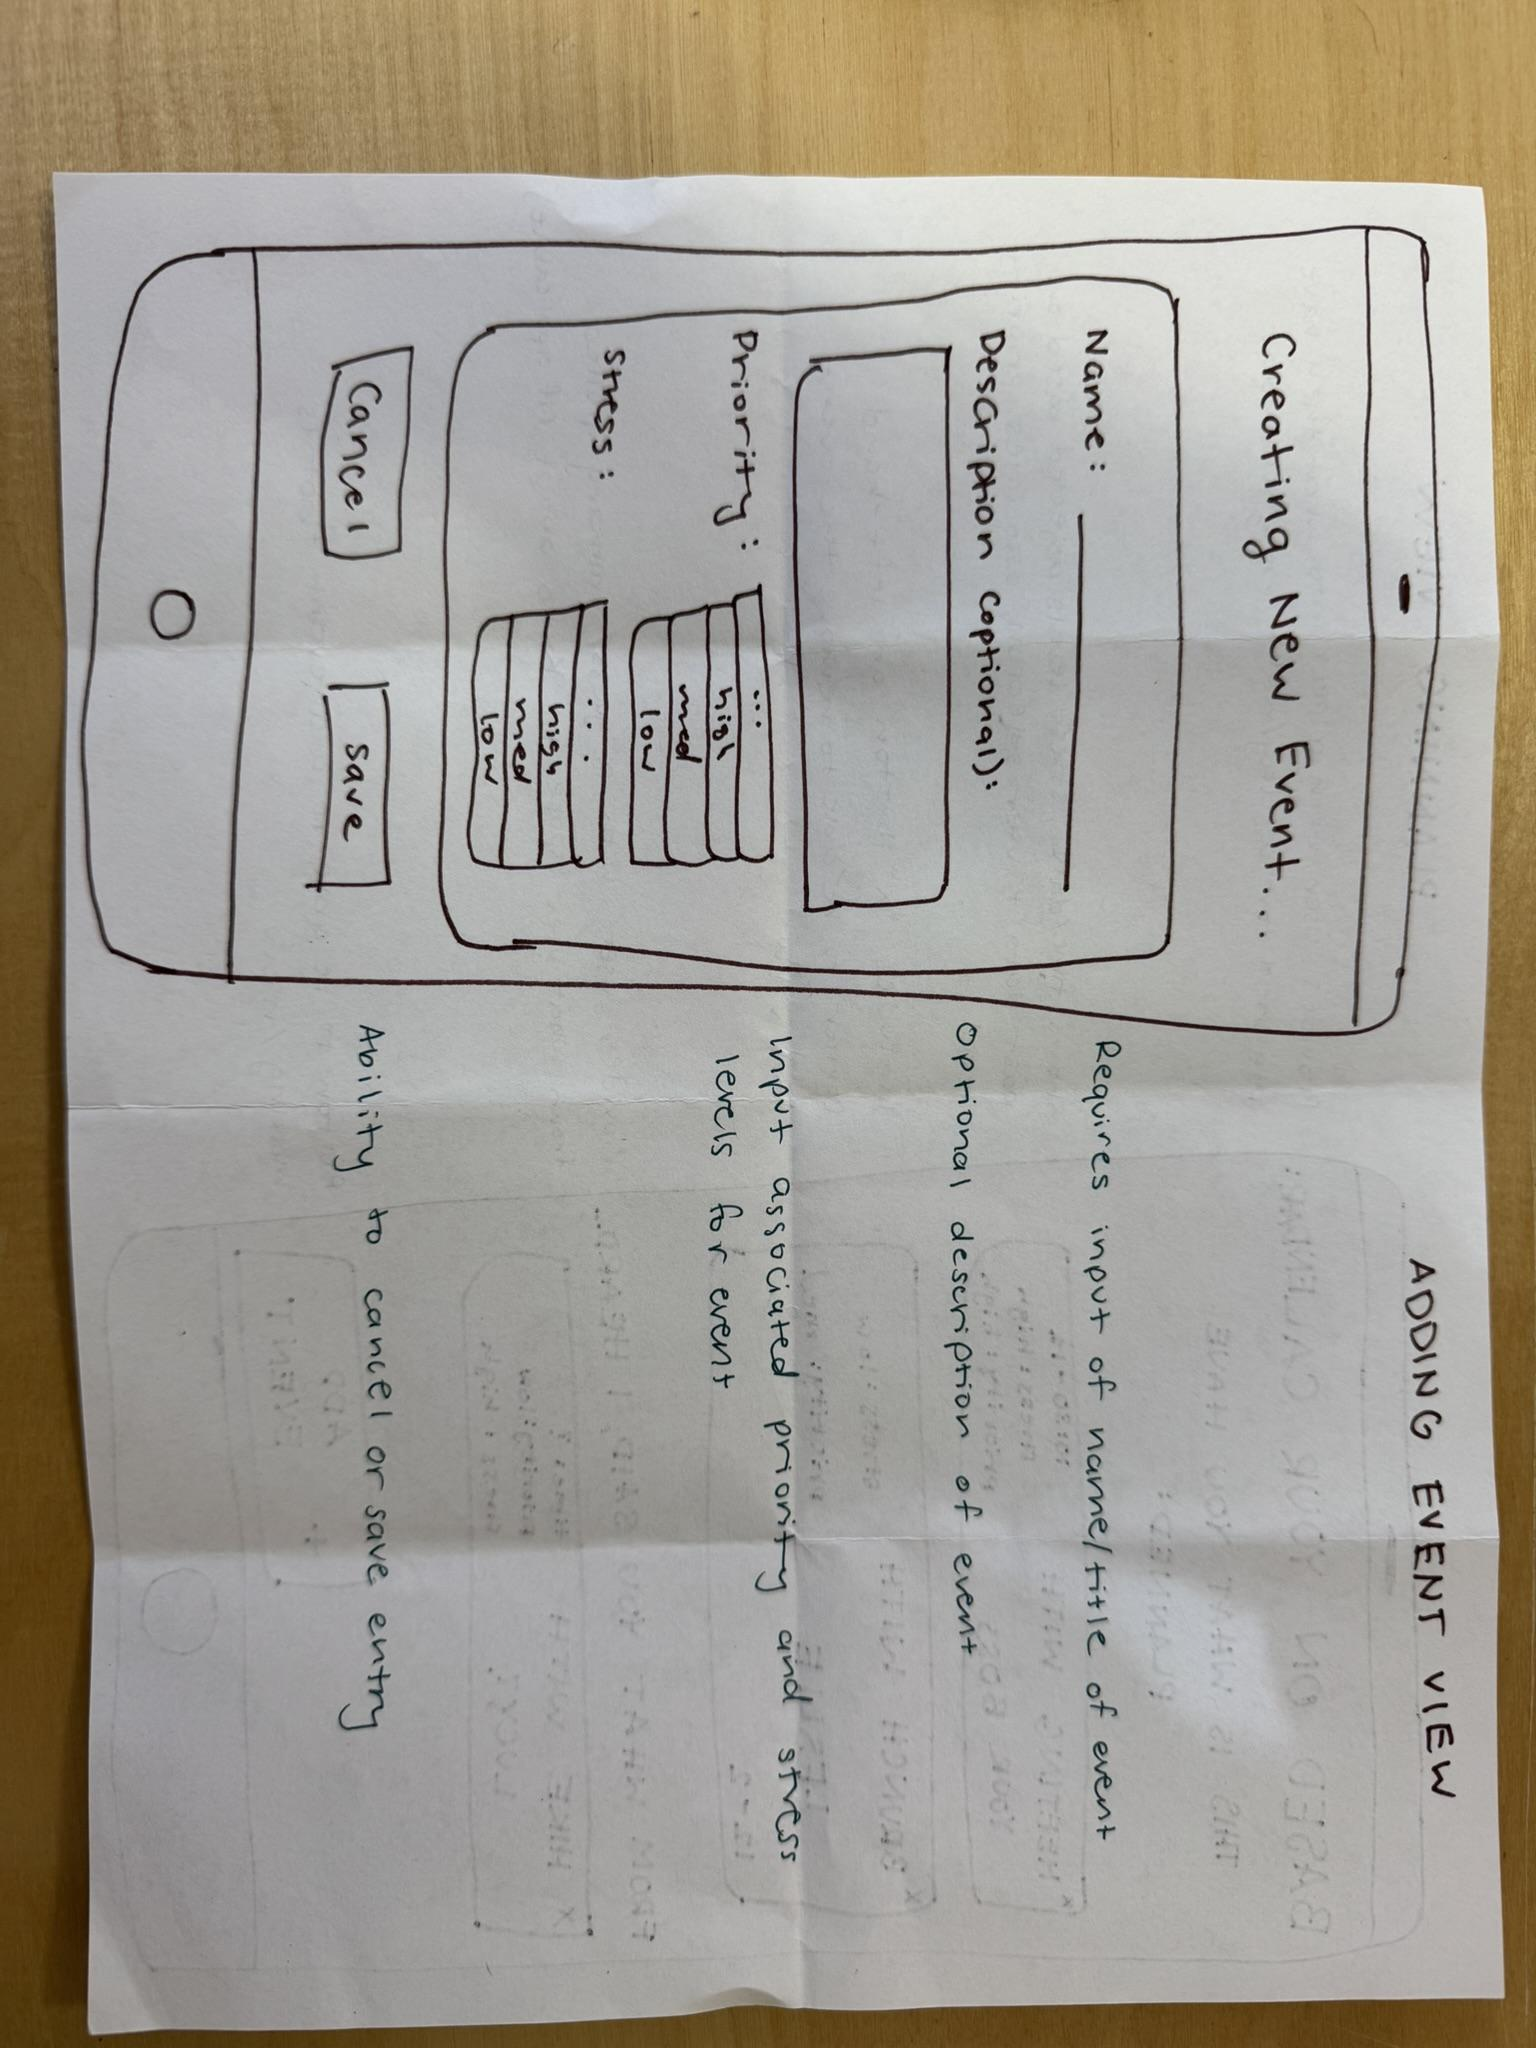 ADDING EVENT VIEW
Creating New Event...
Name:
Description (optional):
Priority:
...
high
med
low
Stress:
...
high
med
low
Cancel
Save
Requires input of name/title of event
Optional description of event
Input associated priority and stress
levels for event
Ability to cancel or save entry